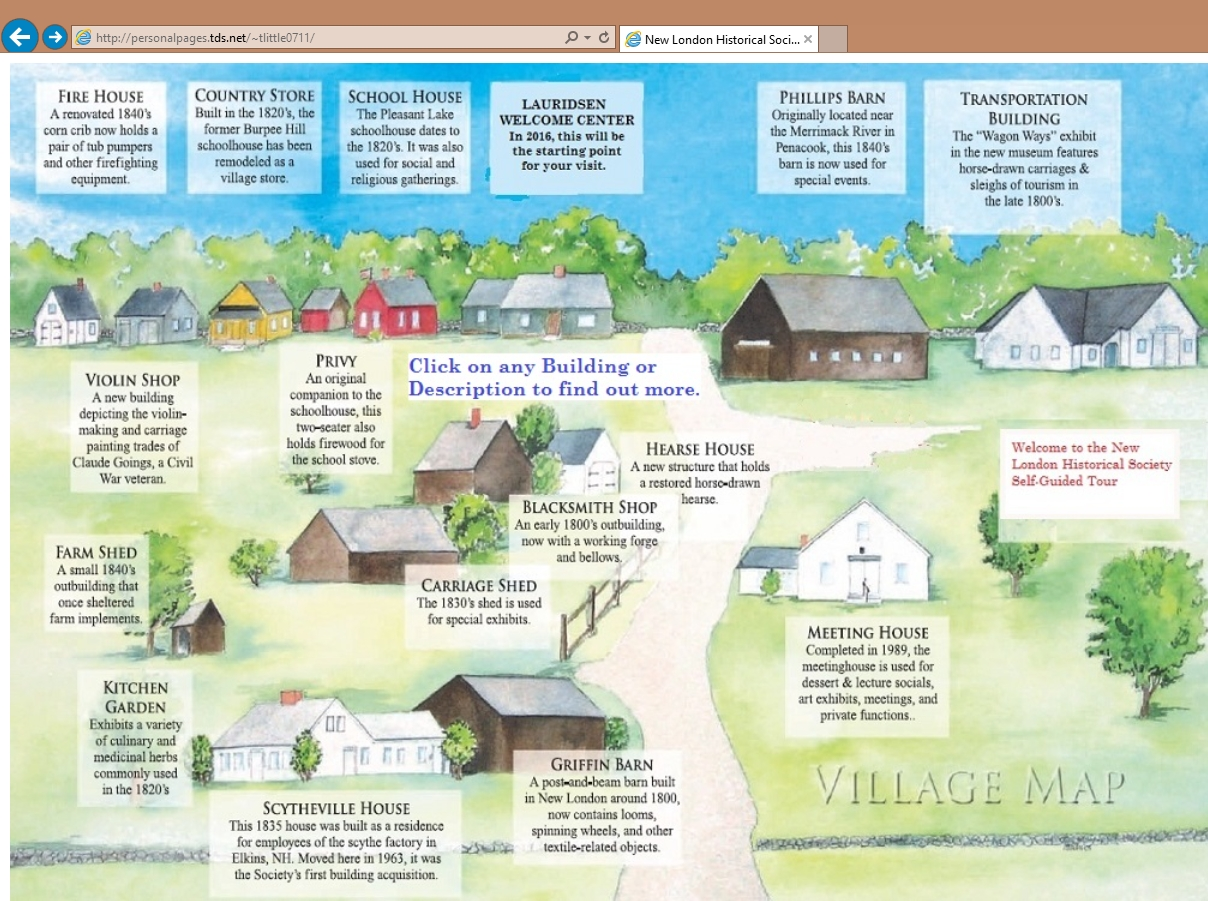 http://personalpages.tds.net/~tlittle0711/
New London Historical Soci...
FIRE HOUSE
A renovated 1840's
corn crib now holds a
pair of tub pumpers
and other firefighting
equipment.
COUNTRY STORE
Built in the 1820's, the
former Burpee Hill
schoolhouse has been
remodeled as a
village store.
SCHOOL HOUSE
The Pleasant Lake
schoolhouse dates to
the 1820's. It was also
used for social and
religious gatherings.
LAURIDSEN
WELCOME CENTER
In 2016, this will be
the starting point
for your visit.
PHILLIPS BARN
Originally located near
the Merrimack River in
Penacook, this 1840's
barn is now used for
special events.
TRANSPORTATION
BUILDING
The "Wagon Ways" exhibit
in the new museum features
horse-drawn carriages &
sleighs of tourism in
the late 1800's.
VIOLIN SHOP
A new building
depicting the violin-
making and carriage
painting trades of
Claude Goings, a Civil
War veteran.
PRIVY
An original
companion to the
schoolhouse, this
two-seater also
holds firewood for
the school stove.
Click on any Building or
Description to find out more.
HEARSE HOUSE
A new structure that holds
a restored horse-drawn
hearse.
Welcome to the New
London Historical Society
Self-Guided Tour
BLACKSMITH SHOP
An early 1800's outbuilding,
now with a working forge
and bellows.
FARM SHED
A small 1840's
outbuilding that
once sheltered
farm implements.
CARRIAGE SHED
The 1830's shed is used
for special exhibits.
MEETING HOUSE
Completed in 1989, the
meetinghouse is used for
dessert & lecture socials,
art exhibits, meetings, and
private functions..
KITCHEN
GARDEN
Exhibits a variety
of culinary and
medicinal herbs
commonly used
in the 1820's
GRIFFIN BARN
A post-and-beam barn built
in New London around 1800,
now contains looms,
spinning wheels, and other
textile-related objects.
VILLAGE MAP
SCYTHEVILLE HOUSE
This 1835 house was built as a residence
for employees of the scythe factory in
Elkins, NH. Moved here in 1963, it was
the Society's first building acquisition.